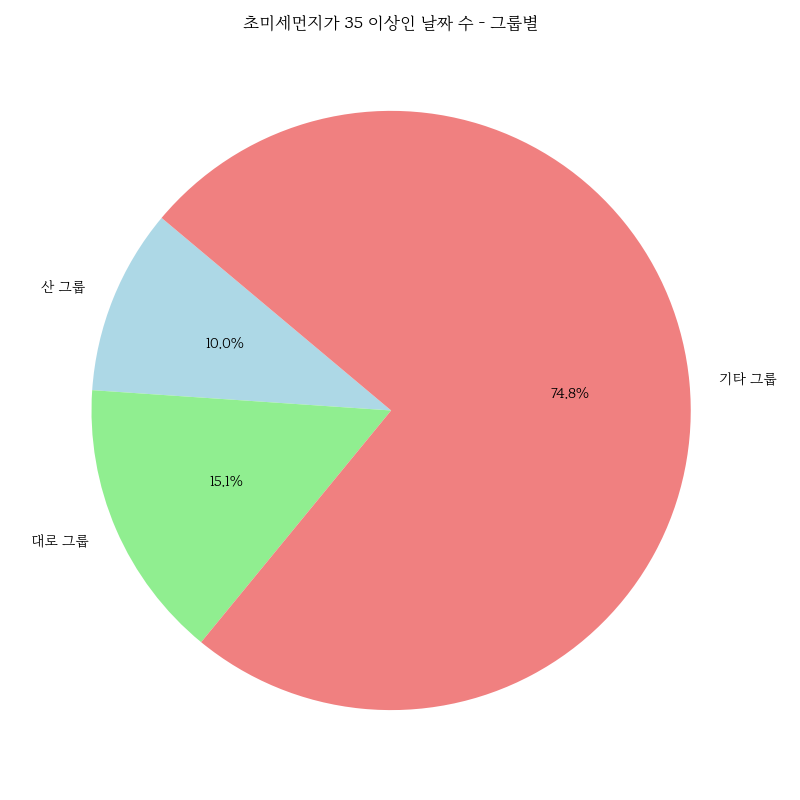 초미세먼지가 35 이상인 날짜 수 - 그룹별
산 그룹
10.0%
기타 그룹
74.8%
15.1%
대로 그룹